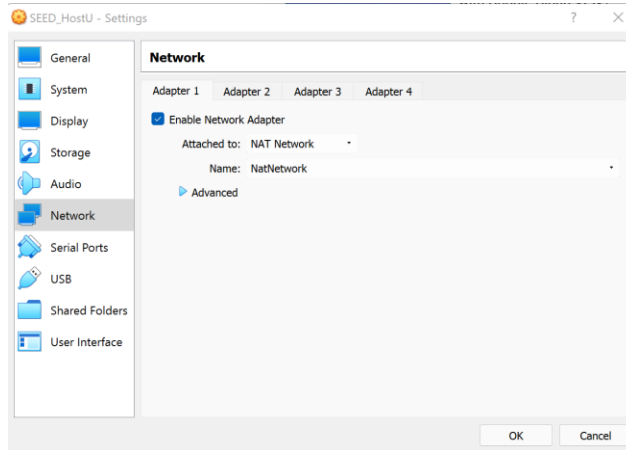 SEED_HostU - Settings
? ×
General
System
Display
Storage
Audio
Network
Serial Ports
USB
Shared Folders
User Interface
Network
Adapter 1 Adapter 2 Adapter 3 Adapter 4
Enable Network Adapter
Attached to: NAT Network
Name: NatNetwork
Advanced
OK Cancel